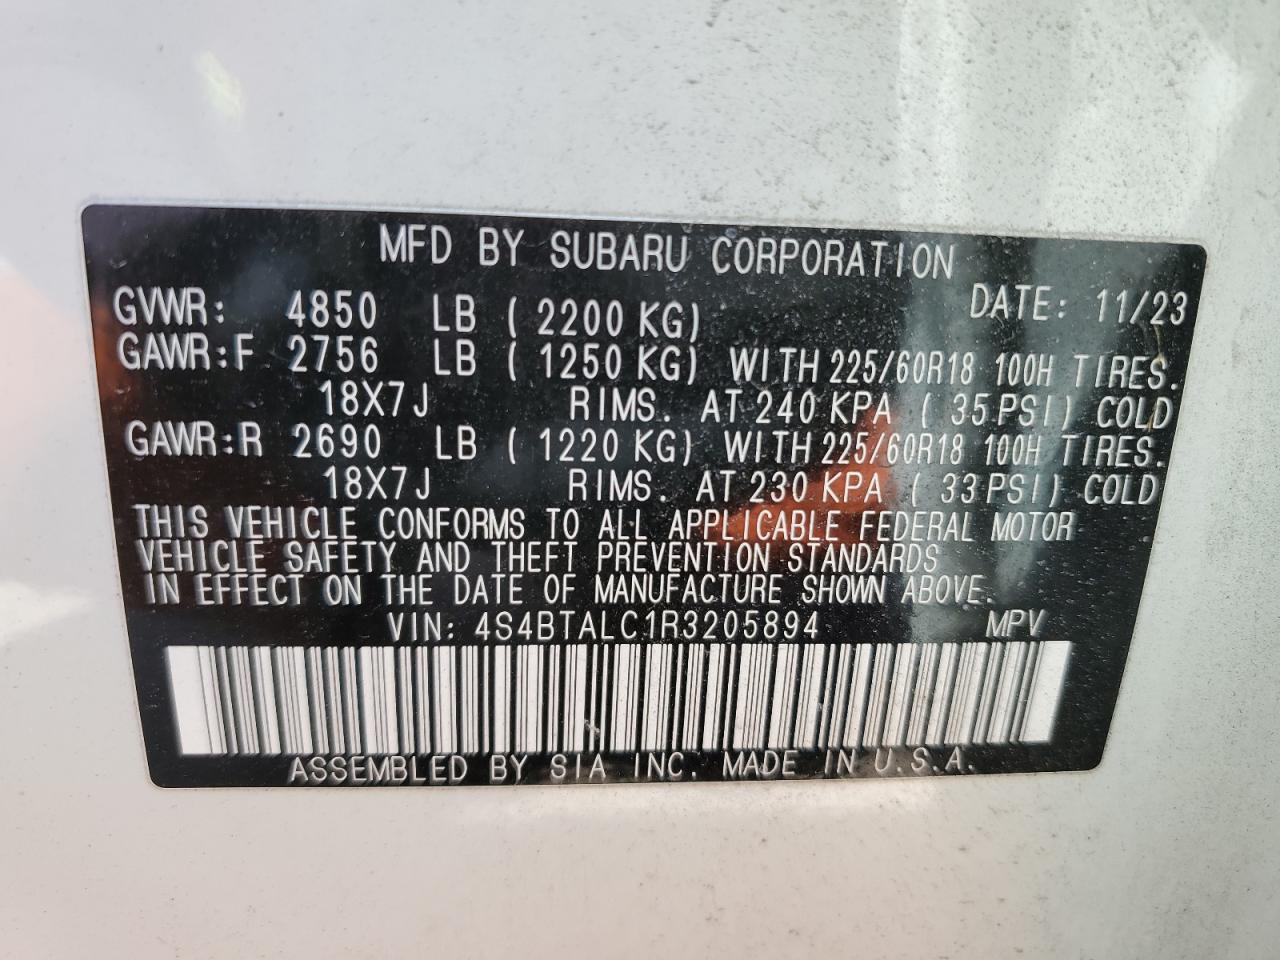 MFD BY SUBARU CORPORATION
GVWR: 4850 LB ( 2200 KG) DATE: 11/23
GAWR:F 2756 LB ( 1250 KG) WITH 225/60R18 100H TIRES.
18X7J RIMS. AT 240 KPA ( 35 PSI) COLD
GAWR:R 2690 LB ( 1220 KG) WITH 225/60R18 100H TIRES.
18X7J RIMS. AT 230 KPA ( 33 PSI) COLD
THIS VEHICLE CONFORMS TO ALL APPLICABLE FEDERAL MOTOR
VEHICLE SAFETY AND THEFT PREVENTION STANDARDS
IN EFFECT ON THE DATE OF MANUFACTURE SHOWN ABOVE.
VIN: 4S4BTALC1R3205894 MPV
ASSEMBLED BY SIA INC. MADE IN U.S.A.